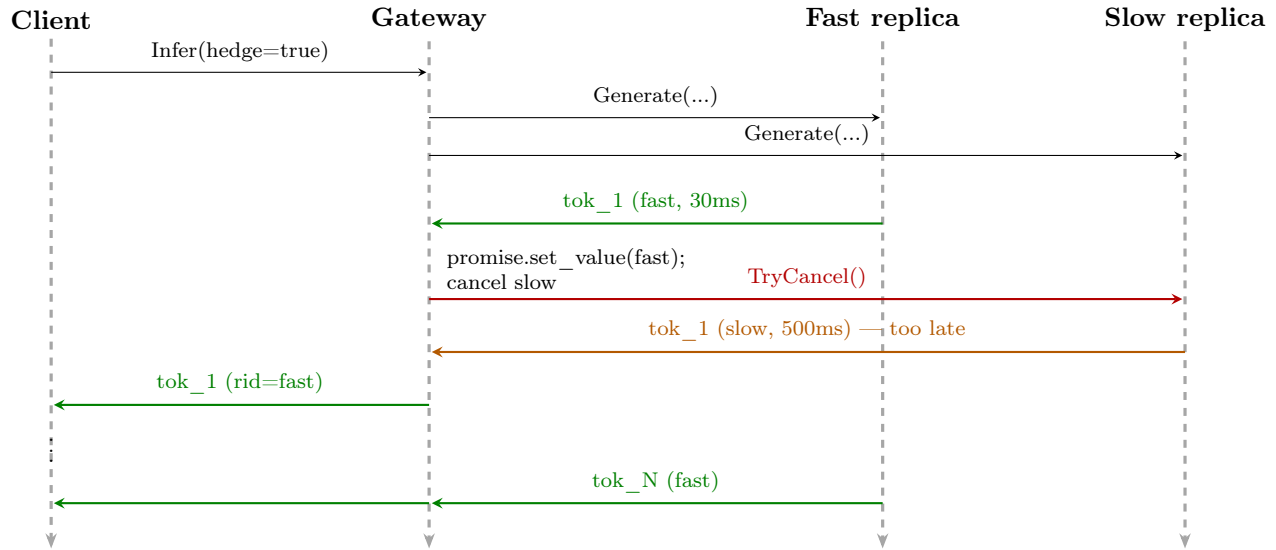 Client
Gateway
Fast replica
Slow replica
Infer(hedge=true)
Generate(...)
Generate(...)
tok_1 (fast, 30ms)
promise.set_value(fast);
cancel slow
TryCancel()
tok_1 (slow, 500ms) — too late
tok_1 (rid=fast)
⋮
tok_N (fast)